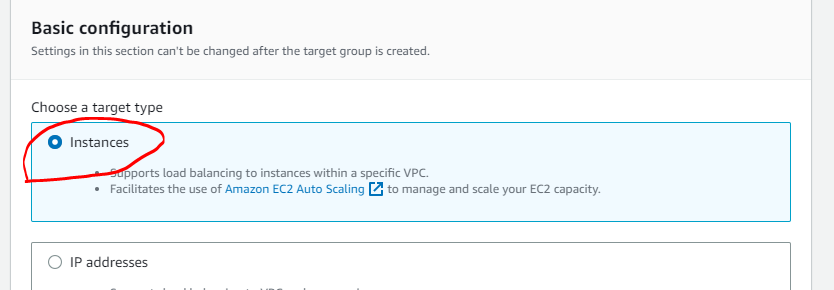 Basic configuration
Settings in this section can't be changed after the target group is created.
Choose a target type
Instances
Supports load balancing to instances within a specific VPC.
Facilitates the use of Amazon EC2 Auto Scaling to manage and scale your EC2 capacity.
IP addresses